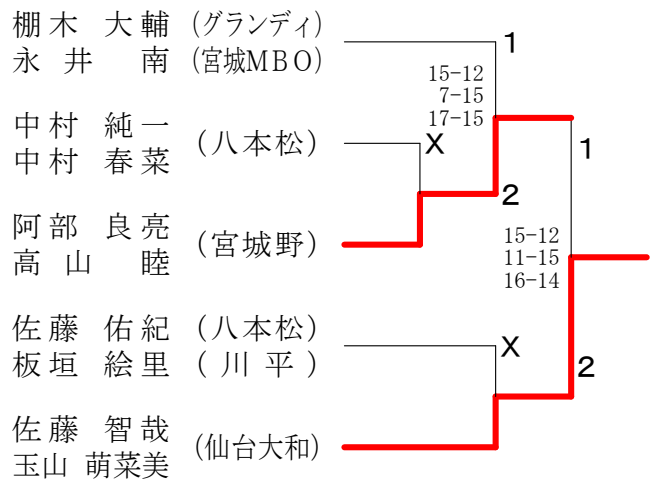 棚木 大輔 (グランディ)
永井 南 (宮城MBO)
1
15-12
7-15
17-15
中村 純一
中村 春菜
(八本松)
X
1
2
阿部 良亮
高山 睦
(宮城野)
15-12
11-15
16-14
佐藤 佑紀 (八本松)
板垣 絵里 (川平)
X
2
佐藤 智哉
玉山 萌菜美
(仙台大和)